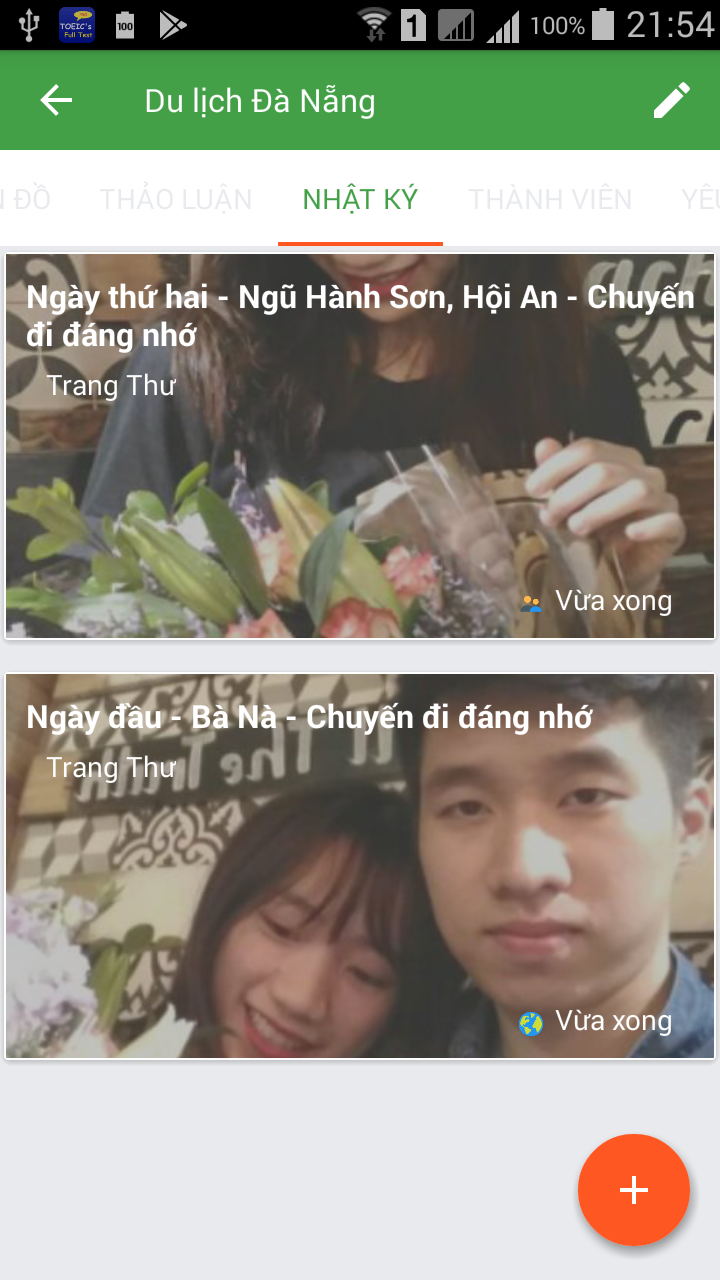 TOEIC's
Full Test
100
1
100%
21:54
Du lịch Đà Nẵng
ĐỒ
THẢO LUẬN
NHẬT KÝ
THÀNH VIÊN
Ngày thứ hai - Ngũ Hành Sơn, Hội An - Chuyến
đi đáng nhớ
Trang Thư
Vừa xong
Ngày đầu - Bà Nà - Chuyến đi đáng nhớ
Trang Thư
Vừa xong